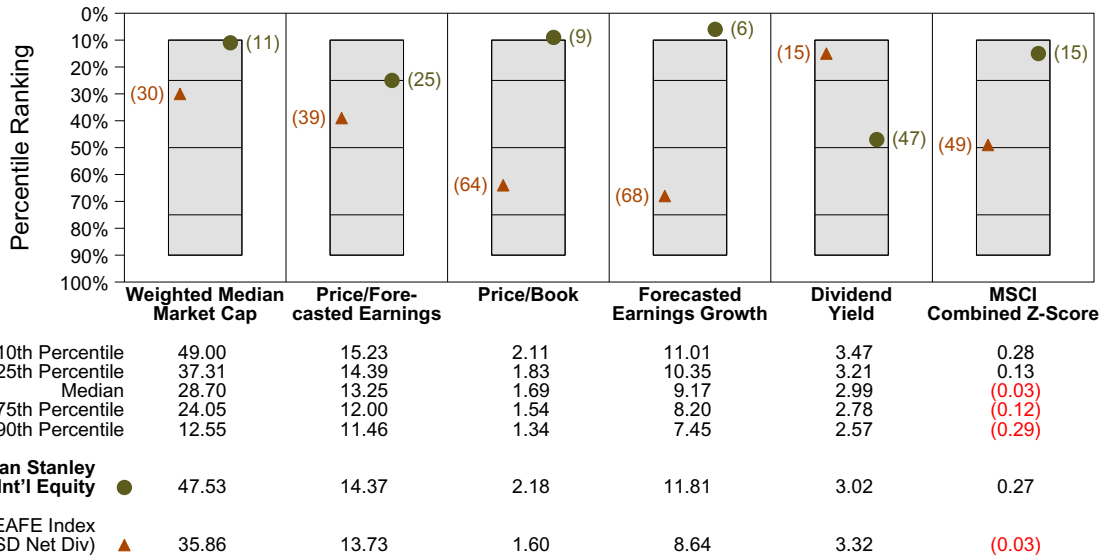 Percentile Ranking
0%
10%
20%
30%
40%
50%
60%
70%
80%
90%
100%
(30) (11)
(39) (25)
(64) (9)
(68) (6)
(15) (47)
(49) (15)
Weighted Median Market Cap
Price/Fore-casted Earnings
Price/Book
Forecasted Earnings Growth
Dividend Yield
MSCI Combined Z-Score
10th Percentile 49.00 15.23 2.11 11.01 3.47 0.28
25th Percentile 37.31 14.39 1.83 10.35 3.21 0.13
Median 28.70 13.25 1.69 9.17 2.99 (0.03)
75th Percentile 24.05 12.00 1.54 8.20 2.78 (0.12)
90th Percentile 12.55 11.46 1.34 7.45 2.57 (0.29)
an Stanley
Int'l Equity 47.53 14.37 2.18 11.81 3.02 0.27
EAFE Index
SD Net Div) 35.86 13.73 1.60 8.64 3.32 (0.03)